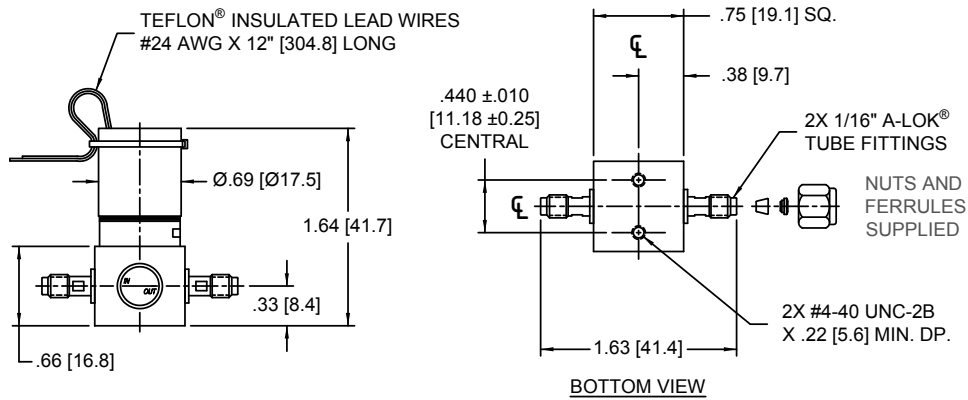 TEFLON® INSULATED LEAD WIRES
#24 AWG X 12" [304.8] LONG
Ø.69 [Ø17.5]
1.64 [41.7]
IN
OUT
.33 [8.4]
.66 [16.8]
.75 [19.1] SQ.
℄
.38 [9.7]
.440 ±.010
[11.18 ±0.25]
CENTRAL
2X 1/16" A-LOK®
TUBE FITTINGS
℄
NUTS AND
FERRULES
SUPPLIED
2X #4-40 UNC-2B
X .22 [5.6] MIN. DP.
1.63 [41.4]
BOTTOM VIEW